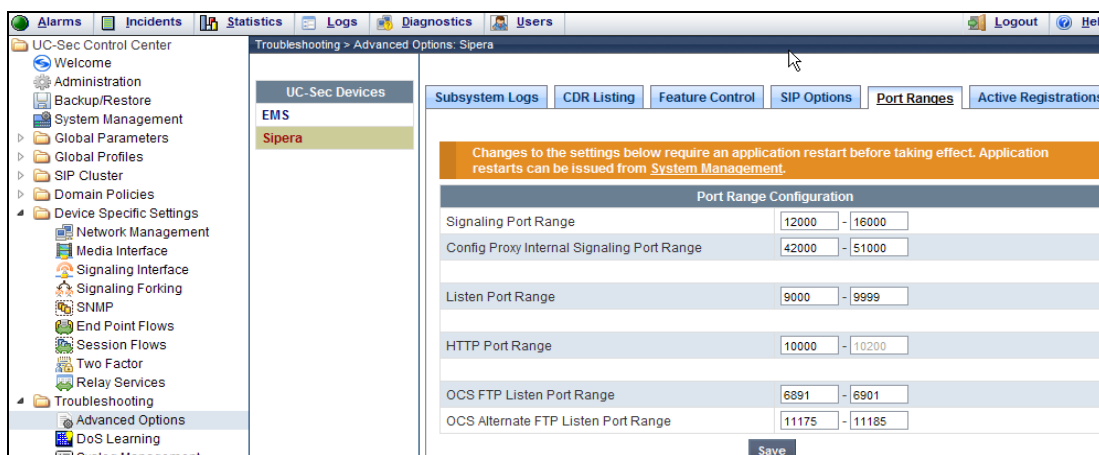 Alarms Incidents Statistics Logs Diagnostics Users Logout
UC-Sec Control Center
Welcome
Administration
Backup/Restore
System Management
Global Parameters
Global Profiles
SIP Cluster
Domain Policies
Device Specific Settings
Network Management
Media Interface
Signaling Interface
Signaling Forking
SNMP
End Point Flows
Session Flows
Two Factor
Relay Services
Troubleshooting
Advanced Options
DoS Learning
Troubleshooting > Advanced Options: Sipera
UC-Sec Devices
EMS
Sipera
Subsystem Logs CDR Listing Feature Control SIP Options Port Ranges Active Registrations
Changes to the settings below require an application restart before taking effect. Application
restarts can be issued from System Management.
Port Range Configuration
Signaling Port Range 12000 - 16000
Config Proxy Internal Signaling Port Range 42000 - 51000
Listen Port Range 9000 - 9999
HTTP Port Range 10000 - 10200
OCS FTP Listen Port Range 6891 - 6901
OCS Alternate FTP Listen Port Range 11175 - 11185
Save